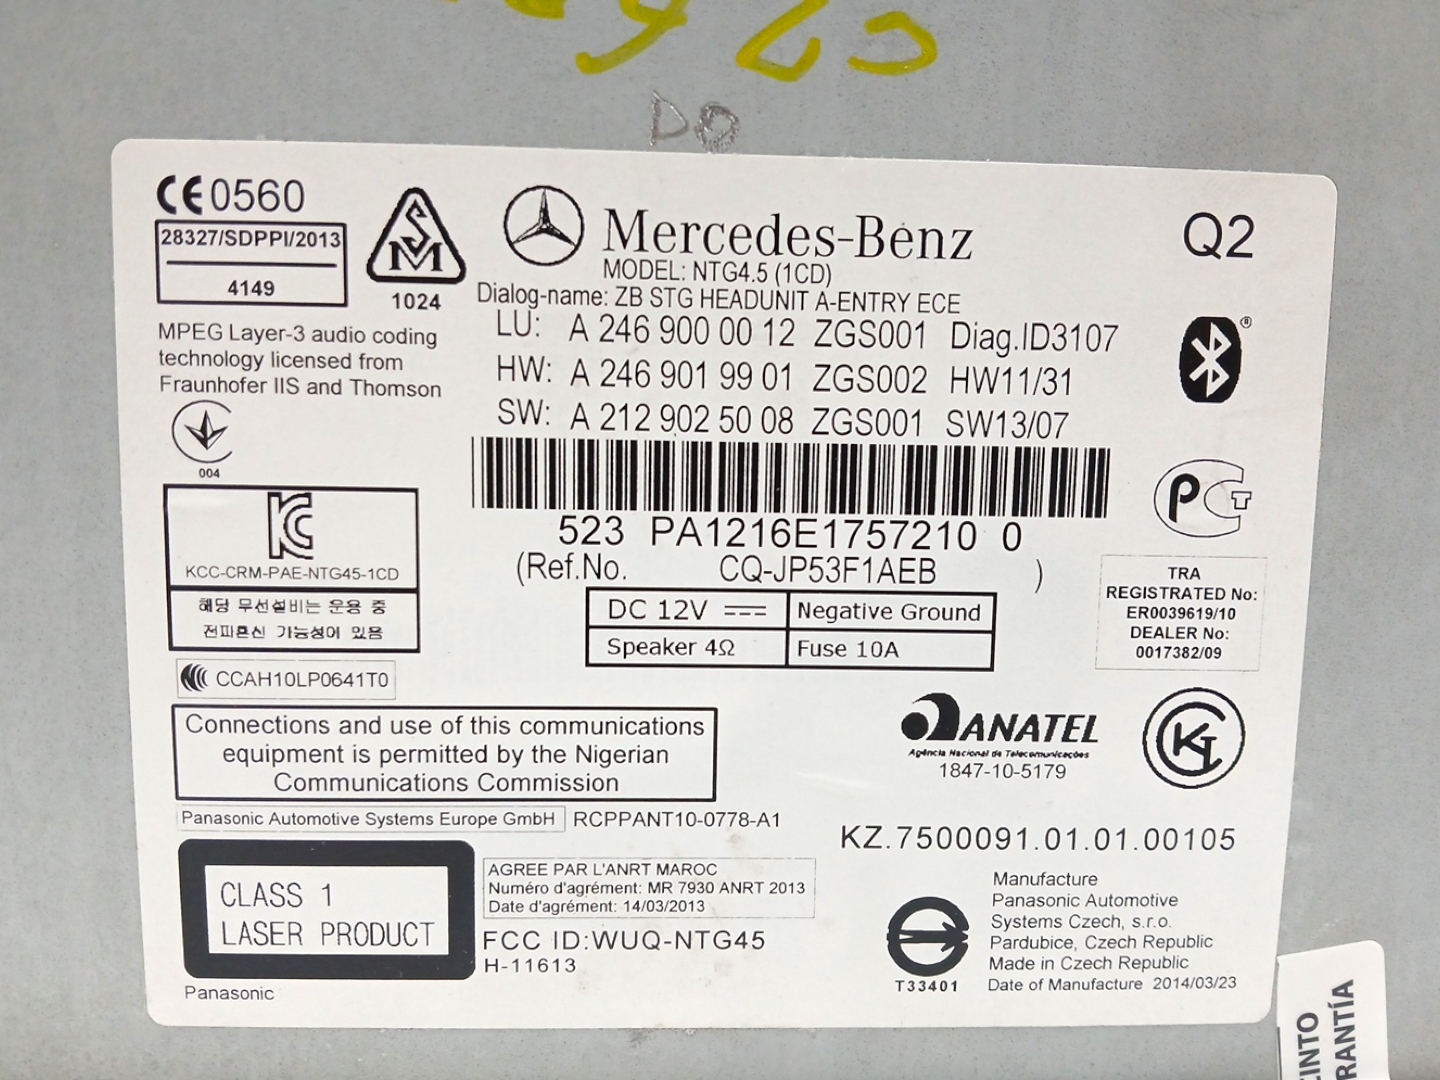 DO
CE0560
28327/SDPPI/2013
4149
SM
1024
Mercedes-Benz
Q2
MODEL: NTG4.5 (1CD)
Dialog-name: ZB STG HEADUNIT A-ENTRY ECE
LU: A 246 900 00 12 ZGS001 Diag.ID3107
HW: A 246 901 99 01 ZGS002 HW11/31
SW: A 212 902 50 08 ZGS001 SW13/07
MPEG Layer-3 audio coding
technology licensed from
Fraunhofer IIS and Thomson
004
523 PA1216E1757210 0
(Ref.No. CQ-JP53F1AEB )
KC
KCC-CRM-PAE-NTG45-1CD
해당 무선설비는 운용 중
전파혼신 가능성이 있음
DC 12V Negative Ground
Speaker 4Ω Fuse 10A
PCT
TRA
REGISTERED No:
ER0039619/10
DEALER No:
0017382/09
CCAH10LP0641T0
Connections and use of this communications
equipment is permitted by the Nigerian
Communications Commission
ANATEL
Agência Nacional de Telecomunicações
1847-10-5179
Panasonic Automotive Systems Europe GmbH RCPPANT10-0778-A1
KZ.7500091.01.01.00105
CLASS 1
LASER PRODUCT
Panasonic
AGREE PAR L'ANRT MAROC
Numéro d'agrément: MR 7930 ANRT 2013
Date d'agrément: 14/03/2013
FCC ID:WUQ-NTG45
H-11613
T33401
Manufacture
Panasonic Automotive
Systems Czech, s.r.o.
Pardubice, Czech Republic
Made in Czech Republic
Date of Manufacture 2014/03/23